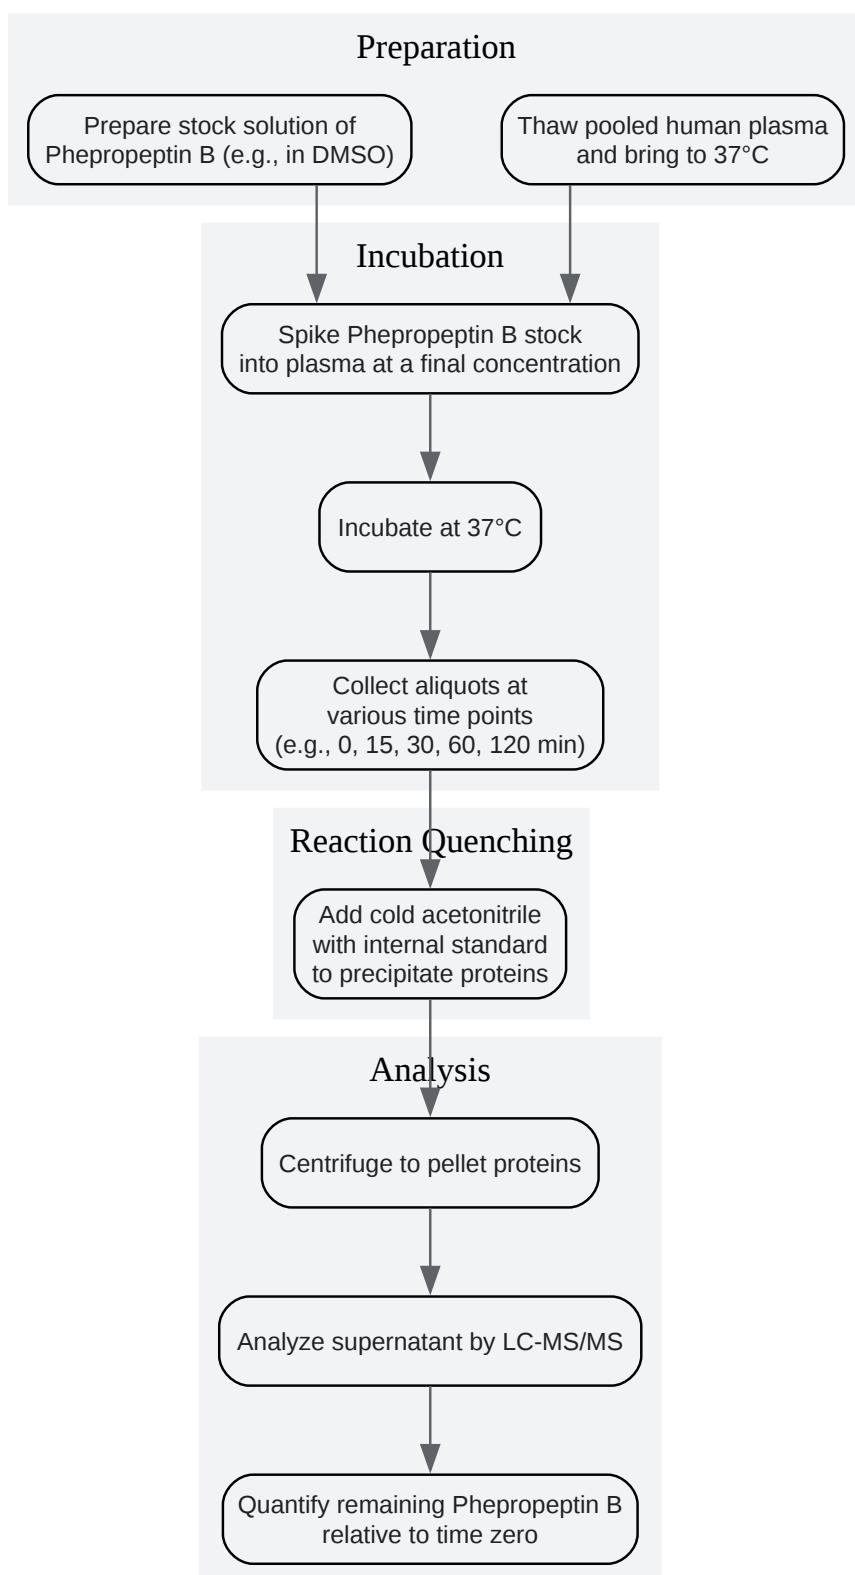 Preparation
Prepare stock solution of
Phepropeptin B (e.g., in DMSO)
Thaw pooled human plasma
and bring to 37°C
Incubation
Spike Phepropeptin B stock
into plasma at a final concentration
Incubate at 37°C
Collect aliquots at
various time points
(e.g., 0, 15, 30, 60, 120 min)
Reaction Quenching
Add cold acetonitrile
with internal standard
to precipitate proteins
Analysis
Centrifuge to pellet proteins
Analyze supernatant by LC-MS/MS
Quantify remaining Phepropeptin B
relative to time zero